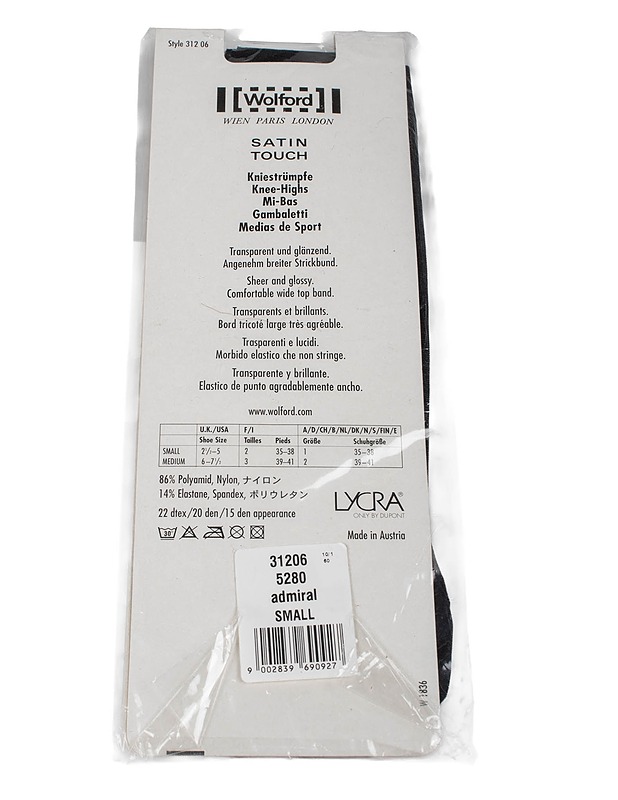 Style 312 06
Wolford
WIEN PARIS LONDON
SATIN
TOUCH
Kniestrümpfe
Knee-Highs
Mi-Bas
Gambaletti
Medias de Sport
Transparent und glänzend.
Angenehm breiter Strickbund.
Sheer and glossy.
Comfortable wide top band.
Transparents et brillants.
Bord tricoté large très agréable.
Trasparenti e lucidi.
Morbido elastico che non stringe.
Transparente y brillante.
Elastico de punto agradablemente ancho.
www.wolford.com
U.K./USA F/I A/D/CH/B/NL/DK/N/S/FIN/E
Shoe Size Tailles Pieds Größe Schuhgröße
SMALL 2½–5 2 35–38 1 35–38
MEDIUM 6–7½ 3 39–41 2 39–41
86% Polyamid, Nylon, ナイロン
14% Elastane, Spandex, ポリウレタン
22 dtex/20 den/15 den appearance
LYCRA®
ONLY BY DUPONT
30°
Made in Austria
31206 10/1
5280 60
admiral
SMALL
9 002839 690927
W 1836